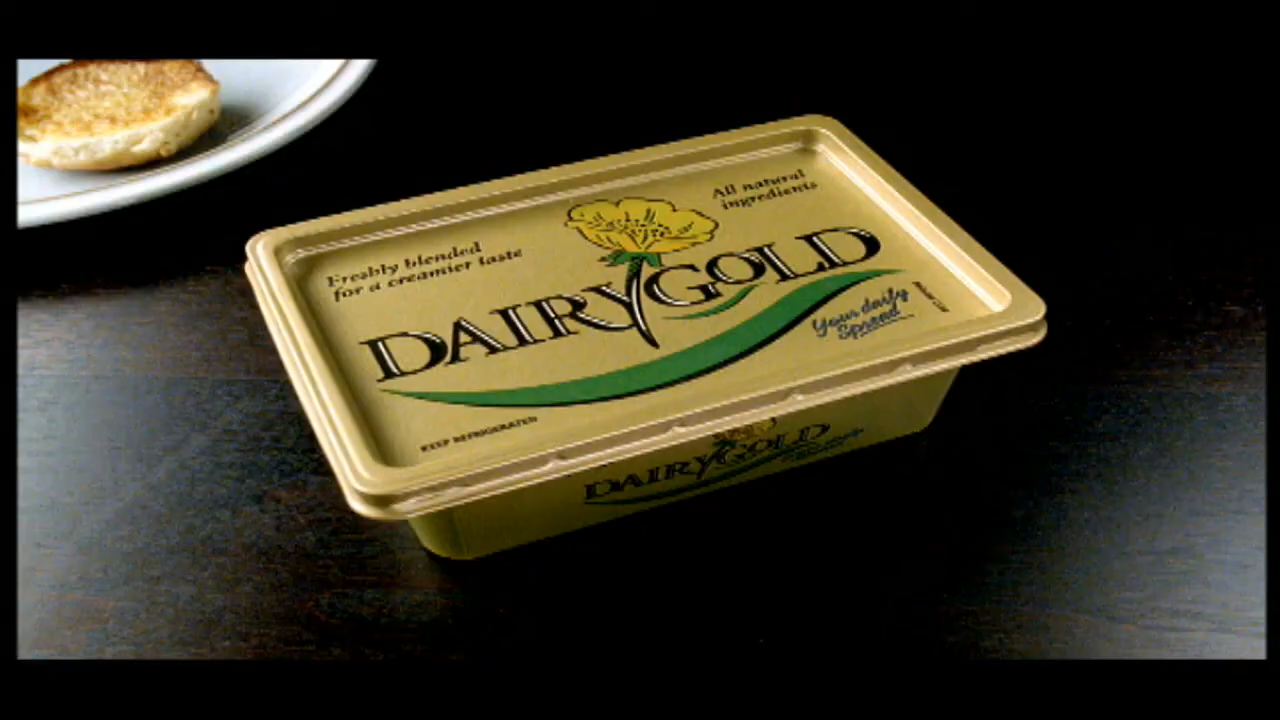 All natural
ingredients
Freshly blended
for a creamier taste
DAIRYGOLD
Your daily
Spread
KEEP REFRIGERATED
DAIRYGOLD